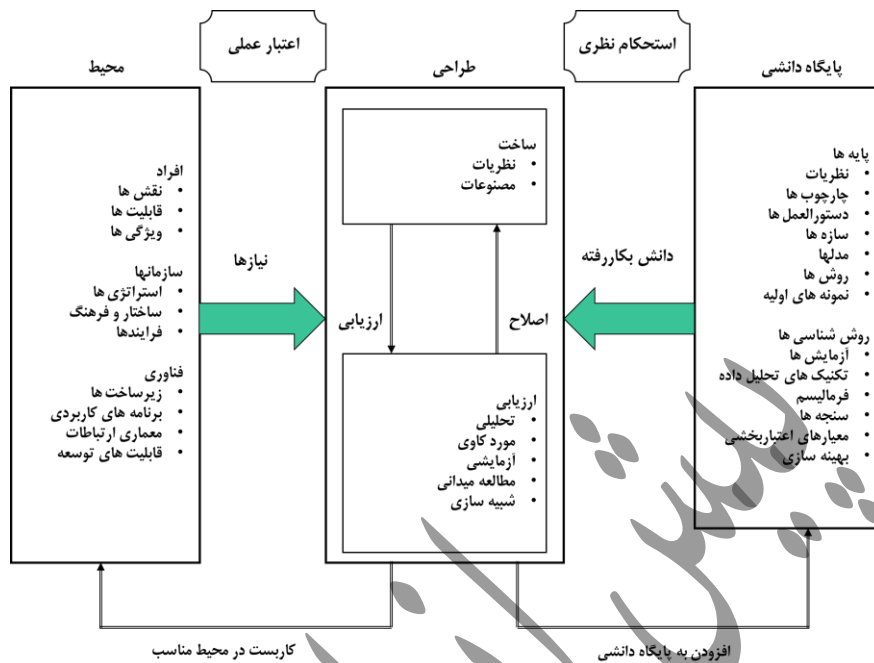 استحکام نظری
اعتبار عملی
پایگاه دانشی
طراحی
محیط
پایه ها
• نظریات
• چارچوب ها
• دستورالعمل ها
• سازه ها
• مدلها
• روش ها
• نمونه های اولیه
روش شناسی ها
• آزمایش ها
• تکنیک های تحلیل داده
• فرمالیسم
• سنجه ها
• معیارهای اعتباربخشی
• بهینه سازی
دانش بکاررفته
ساخت
• نظریات
• مصنوعات
اصلاح
ارزیابی
ارزیابی
• تحلیلی
• مورد کاوی
• آزمایشی
• مطالعه میدانی
• شبیه سازی
نیازها
افراد
• نقش ها
• قابلیت ها
• ویژگی ها
سازمانها
• استراتژی ها
• ساختار و فرهنگ
• فرایندها
فناوری
• زیرساخت ها
• برنامه های کاربردی
• معماری ارتباطات
• قابلیت های توسعه
افزودن به پایگاه دانشی
کاربست در محیط مناسب